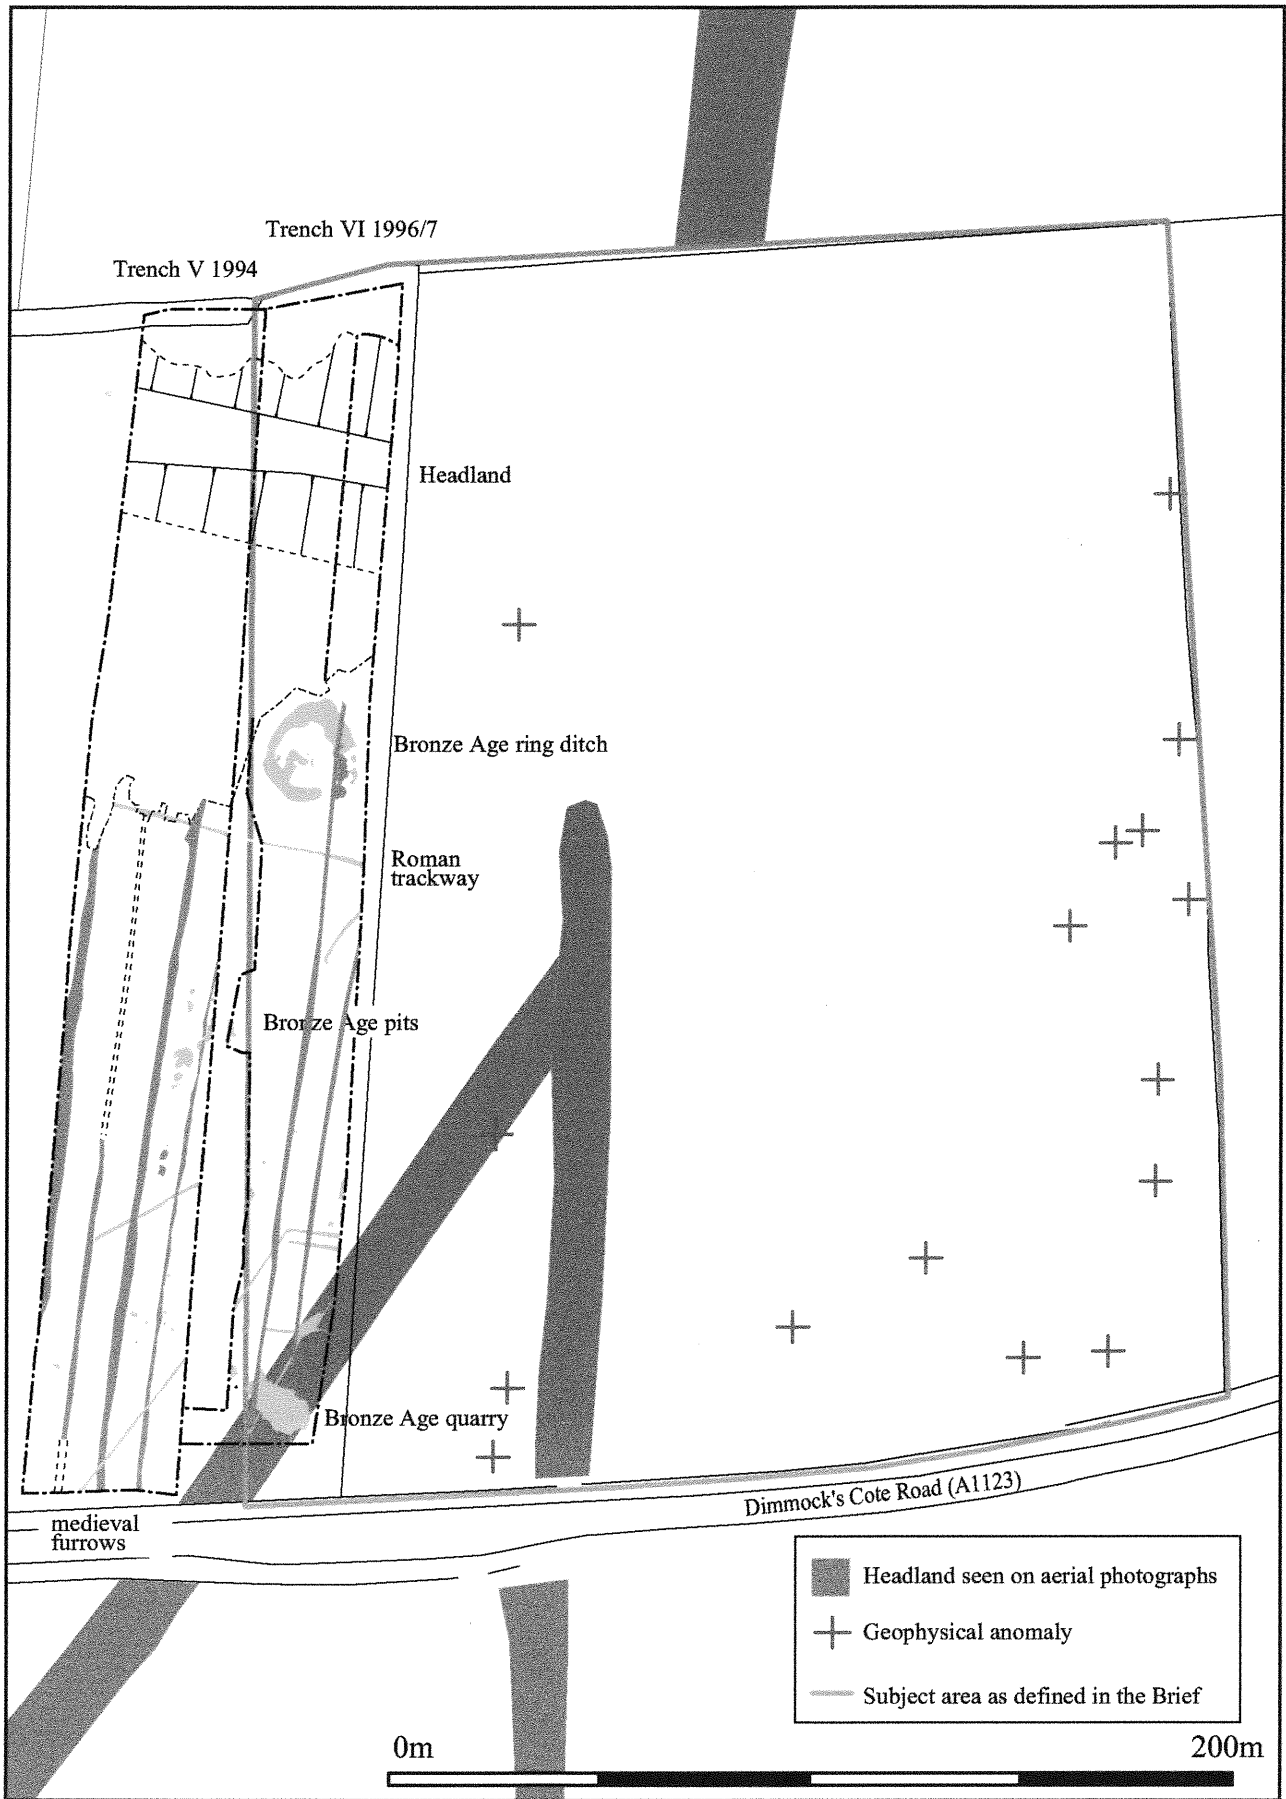 Trench VI 1996/7
Trench V 1994
Headland
Bronze Age ring ditch
Roman
trackway
Bronze Age pits
Bronze Age quarry
Dimmock's Cote Road (A1123)
medieval
furrows
Headland seen on aerial photographs
Geophysical anomaly
Subject area as defined in the Brief
0m
200m